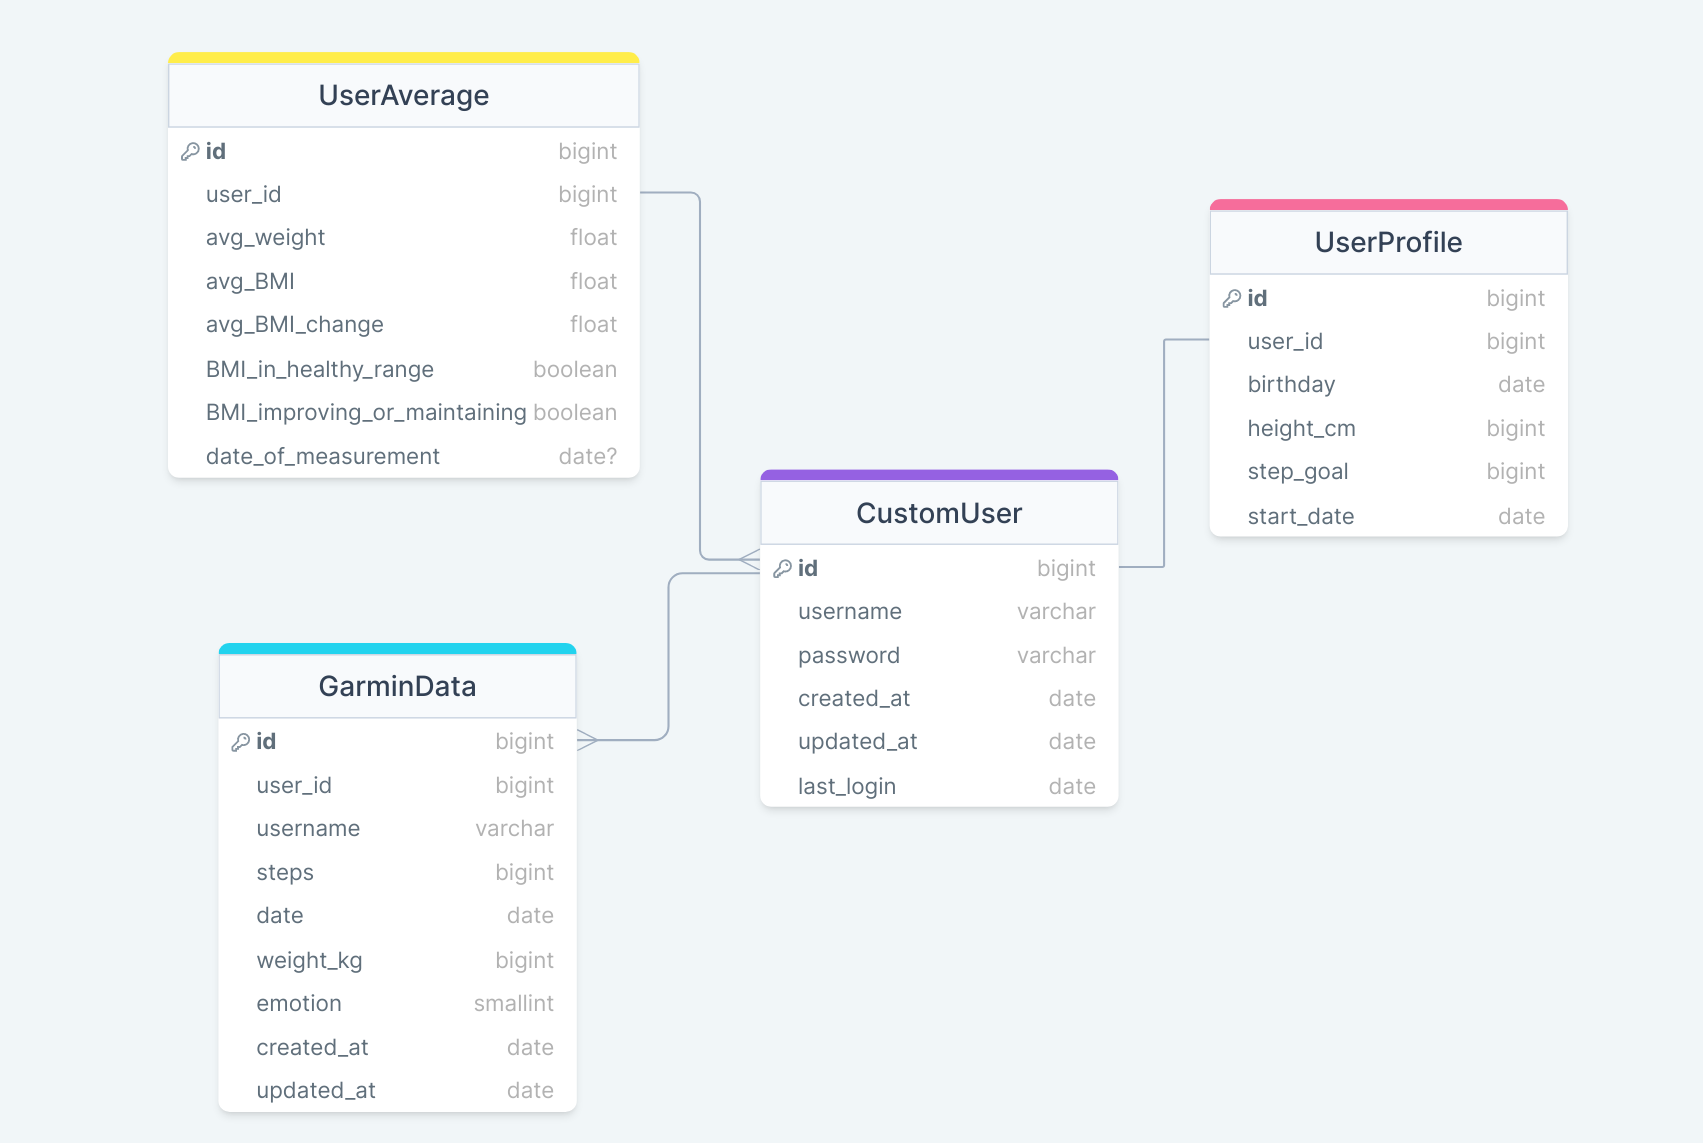 UserAverage
id bigint
user_id bigint
avg_weight float
avg_BMI float
avg_BMI_change float
BMI_in_healthy_range boolean
BMI_improving_or_maintaining boolean
date_of_measurement date?
UserProfile
id bigint
user_id bigint
birthday date
height_cm bigint
step_goal bigint
start_date date
CustomUser
id bigint
username varchar
password varchar
created_at date
updated_at date
last_login date
GarminData
id bigint
user_id bigint
username varchar
steps bigint
date date
weight_kg bigint
emotion smallint
created_at date
updated_at date